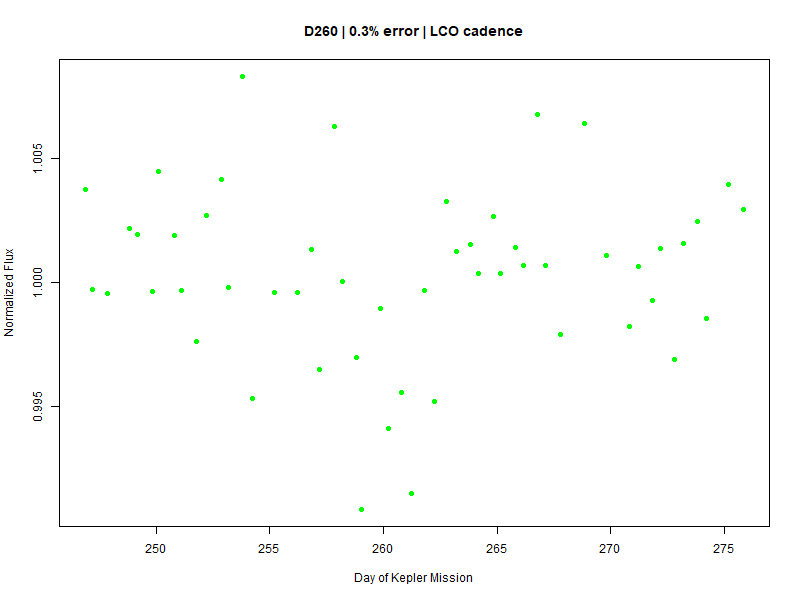 D260 | 0.3% error | LCO cadence
Normalized Flux
1.005
1.000
0.995
250 255 260 265 270 275
Day of Kepler Mission